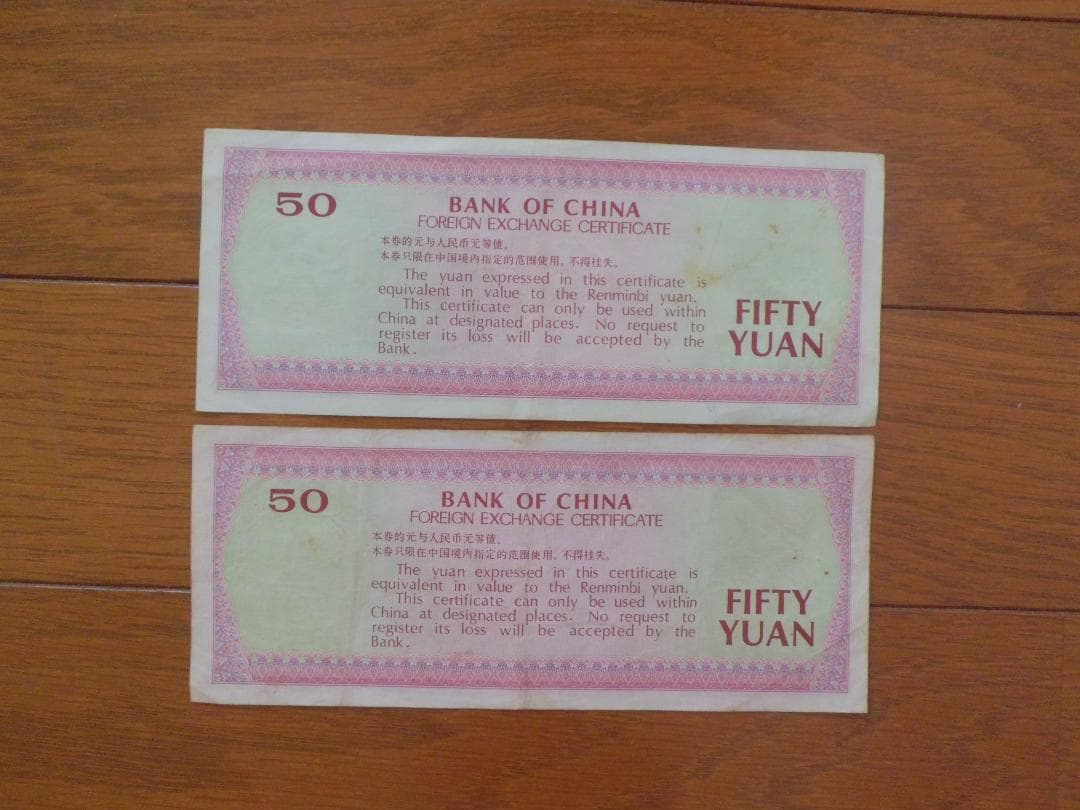 50
BANK OF CHINA
FOREIGN EXCHANGE CERTIFICATE
本券的元与人民币元等值。
本券只限在中国境内指定的范围使用，不得挂失。
The yuan expressed in this certificate is
equivalent in value to the Renminbi yuan.
This certificate can only be used within
China at designated places. No request to
register its loss will be accepted by the
Bank.
FIFTY
YUAN
50
BANK OF CHINA
FOREIGN EXCHANGE CERTIFICATE
本券的元与人民币元等值。
本券只限在中国境内指定的范围使用，不得挂失。
The yuan expressed in this certificate is
equivalent in value to the Renminbi yuan.
This certificate can only be used within
China at designated places. No request to
register its loss will be accepted by the
Bank.
FIFTY
YUAN